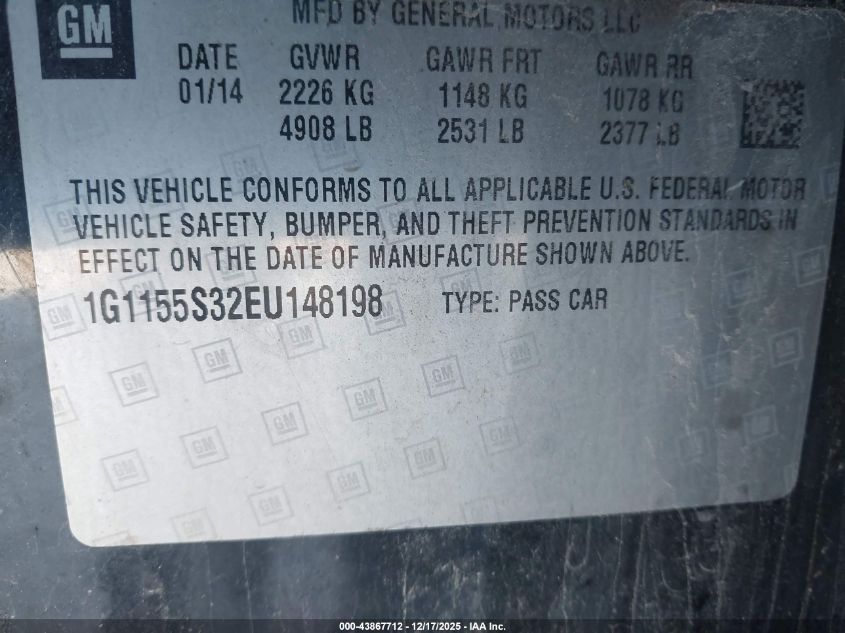 GM
MFD BY GENERAL MOTORS LLC
DATE GVWR GAWR FRT GAWR RR
01/14 2226 KG 1148 KG 1078 KG
4908 LB 2531 LB 2377 LB
THIS VEHICLE CONFORMS TO ALL APPLICABLE U.S. FEDERAL MOTOR
VEHICLE SAFETY, BUMPER, AND THEFT PREVENTION STANDARDS IN
EFFECT ON THE DATE OF MANUFACTURE SHOWN ABOVE.
1G1155S32EU148198 TYPE: PASS CAR
000-43867712 - 12/17/2025 - IAA Inc.